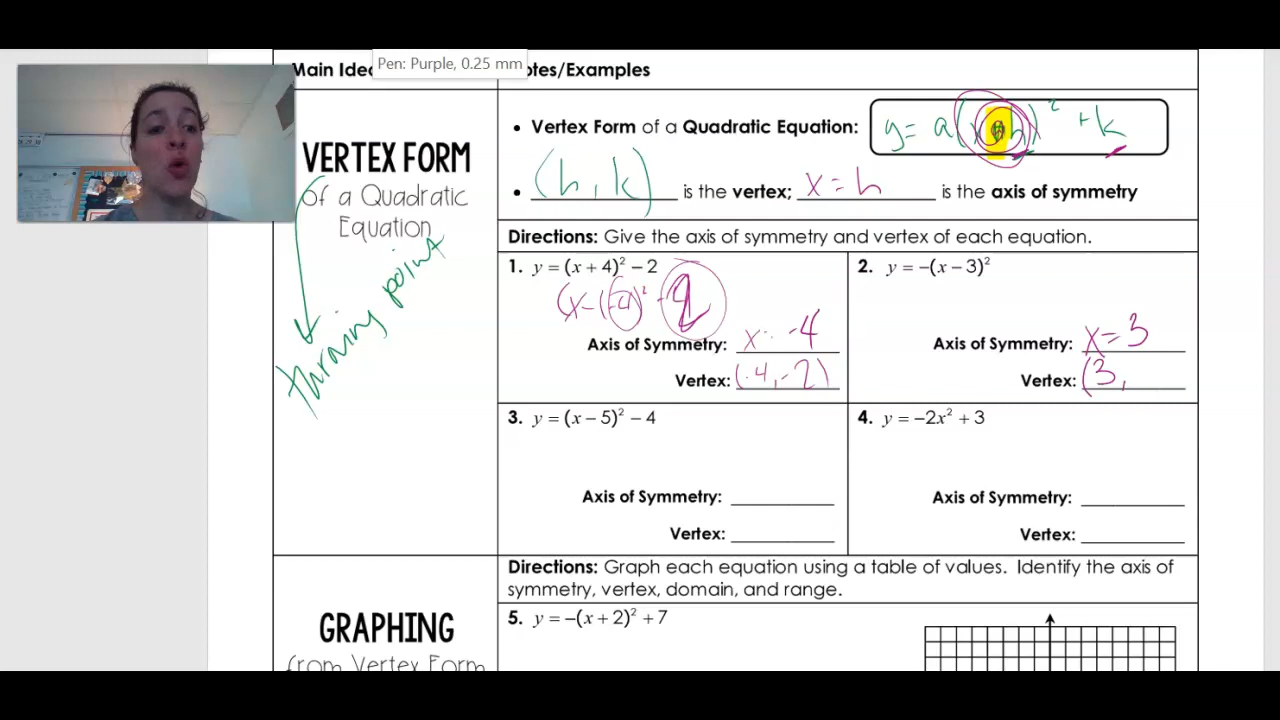 Pen: Purple, 0.25 mm
Main Idea
otes/Examples
VERTEX FORM
of a Quadratic
Equation
turning point
• Vertex Form of a Quadratic Equation: y = a(x - h)² + k
• (h, k) is the vertex; x = h is the axis of symmetry
Directions: Give the axis of symmetry and vertex of each equation.
1. y = (x + 4)² − 2
(x - (-4)² - 2
Axis of Symmetry: x = -4
Vertex: (-4, -2)
2. y = −(x − 3)²
Axis of Symmetry: x = 3
Vertex: (3,
3. y = (x − 5)² − 4
Axis of Symmetry: ________
Vertex: ________
4. y = −2x² + 3
Axis of Symmetry: ________
Vertex: ________
GRAPHING
from Vertex Form
Directions: Graph each equation using a table of values. Identify the axis of
symmetry, vertex, domain, and range.
5. y = −(x + 2)² + 7